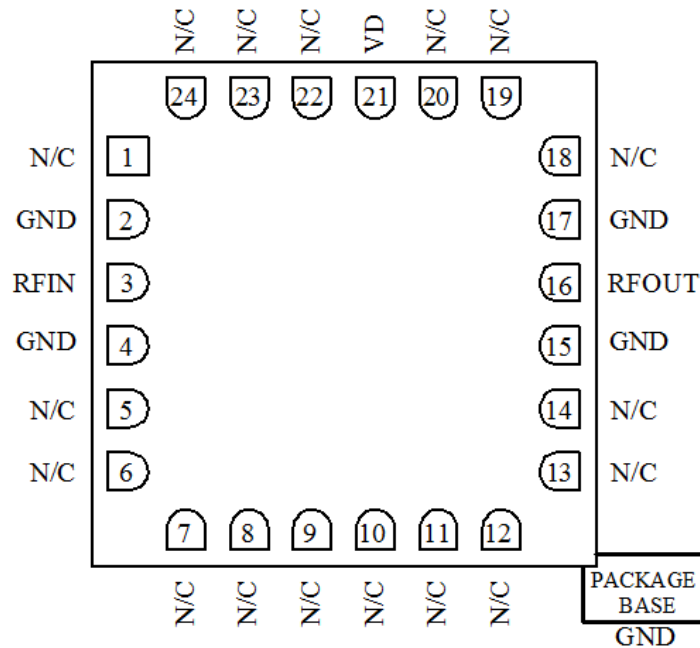 N/C N/C N/C VD N/C N/C
24 23 22 21 20 19
N/C 1 18 N/C
GND 2 17 GND
RFIN 3 16 RFOUT
GND 4 15 GND
N/C 5 14 N/C
N/C 6 13 N/C
7 8 9 10 11 12
N/C N/C N/C N/C N/C N/C
PACKAGE
BASE
GND